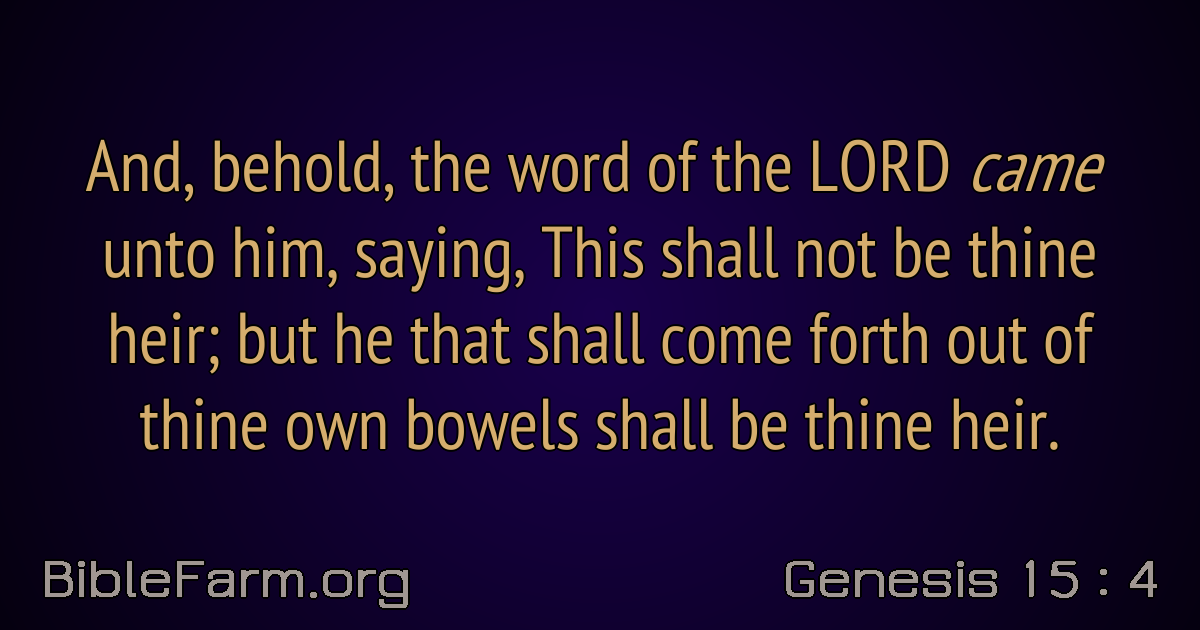 And, behold, the word of the LORD came
unto him, saying, This shall not be thine
heir; but he that shall come forth out of
thine own bowels shall be thine heir.
BibleFarm.org
Genesis 15 : 4